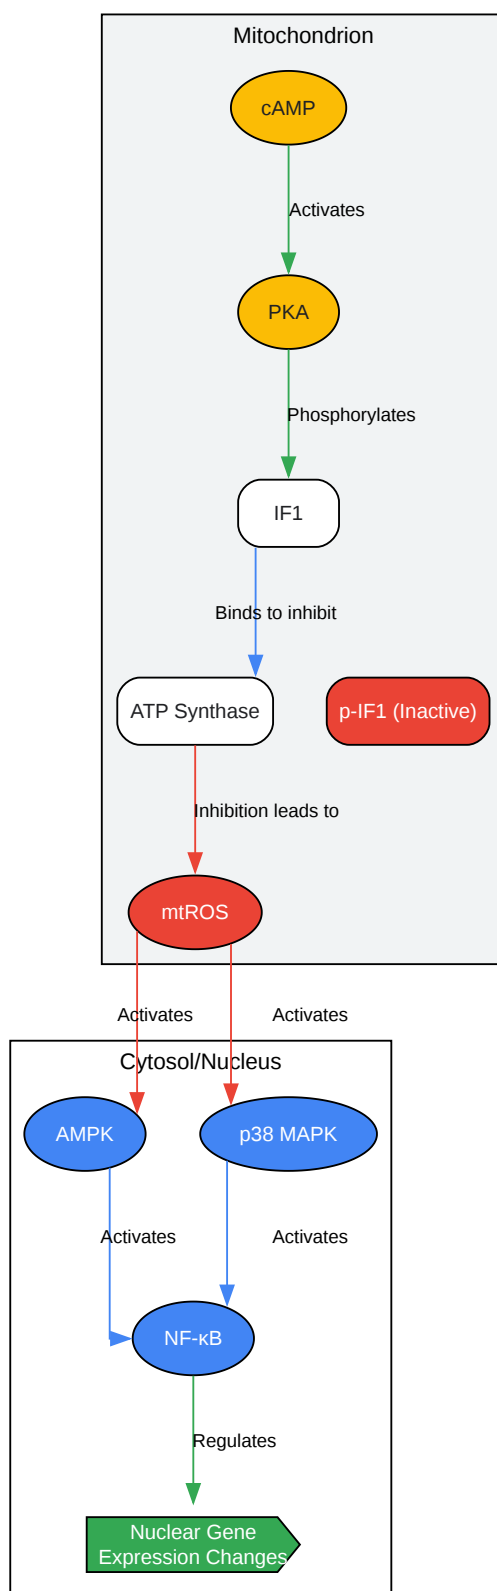 Mitochondrion
cAMP
Activates
PKA
Phosphorylates
IF1
Binds to inhibit
ATP Synthase
p-IF1 (Inactive)
Inhibition leads to
mtROS
Activates
Activates
Cytosol/Nucleus
AMPK
p38 MAPK
Activates
Activates
NF-κB
Regulates
Nuclear Gene
Expression Changes